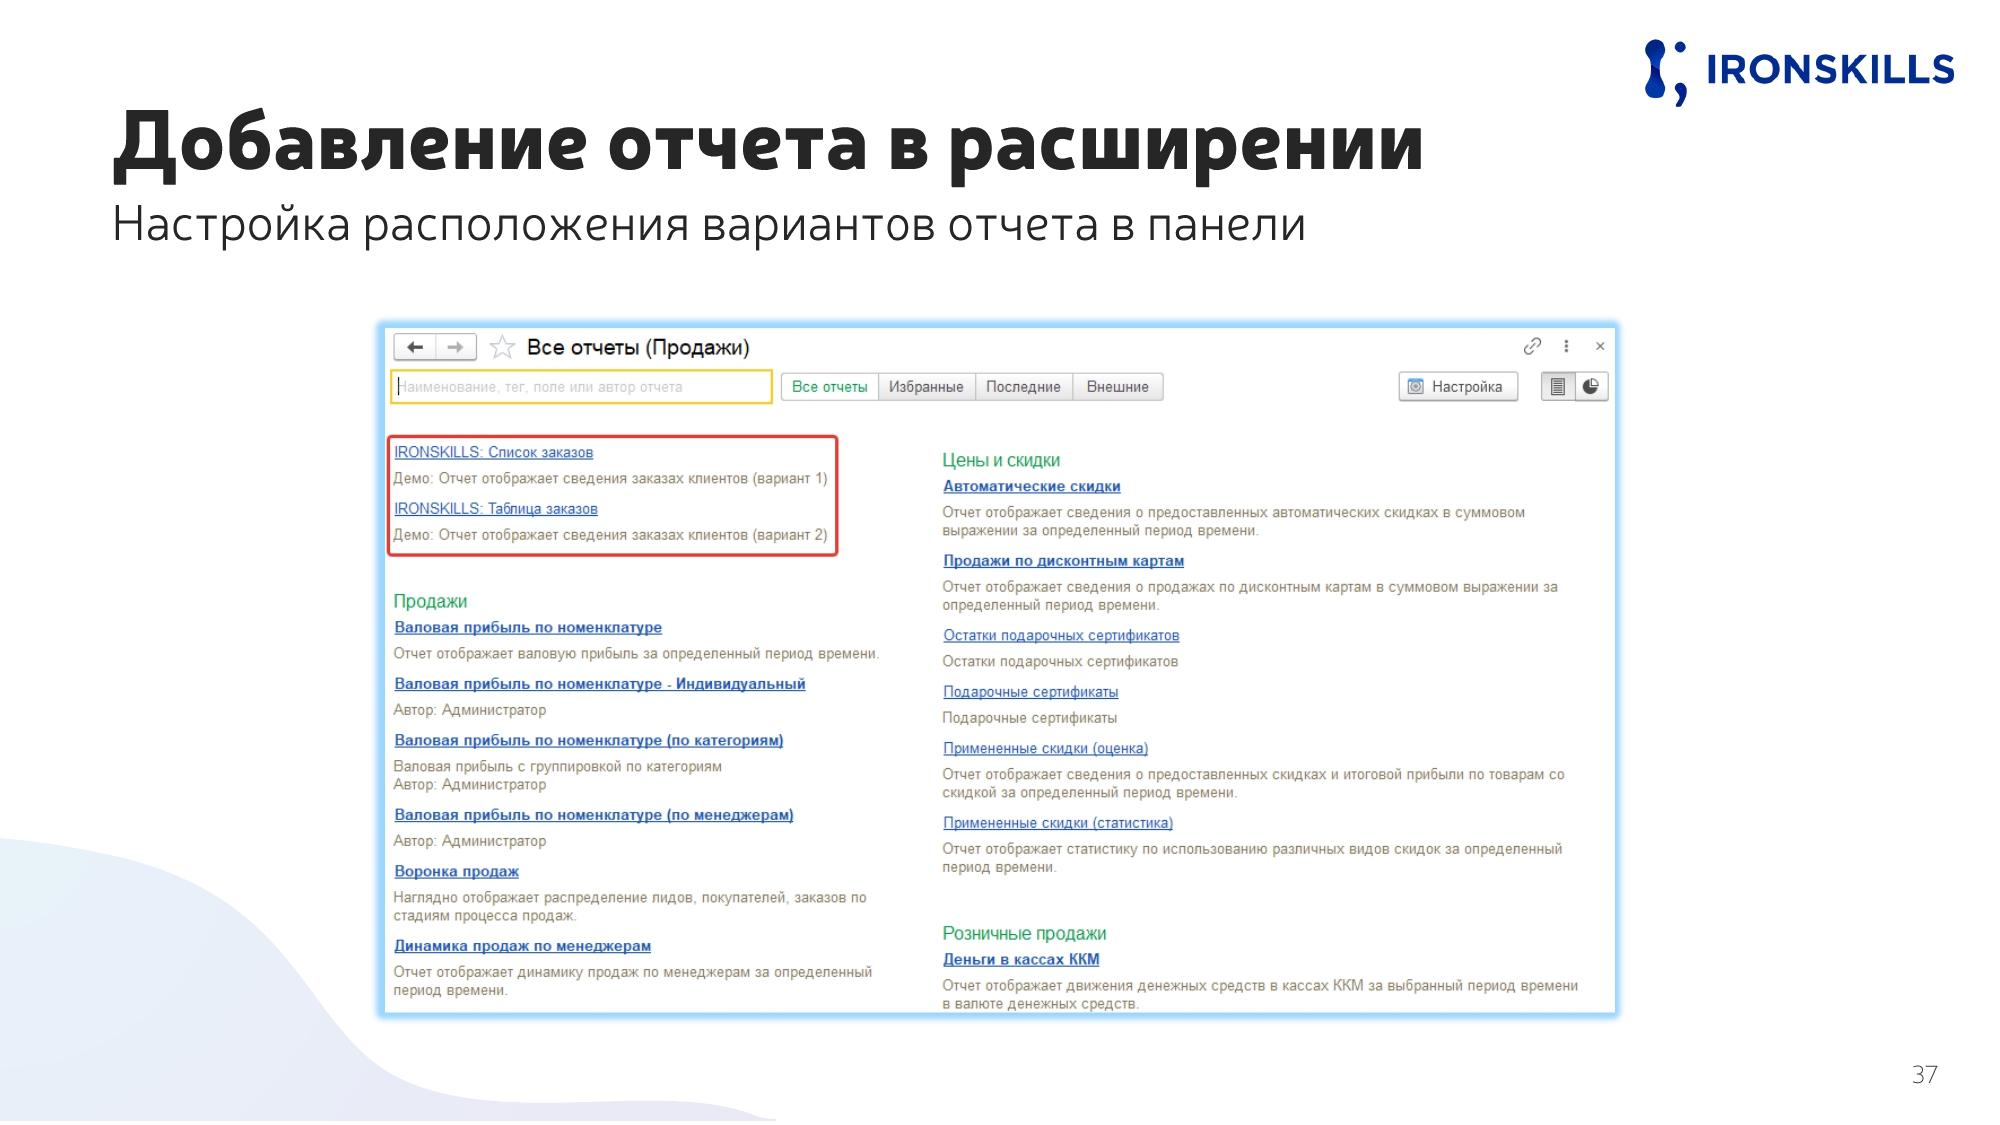 IRONSKILLS
Добавление отчета в расширении
Настройка расположения вариантов отчета в панели
Все отчеты (Продажи)
Наименование, тег, поле или автор отчета
Все отчеты
Избранные
Последние
Внешние
Настройка
IRONSKILLS: Список заказов
Демо: Отчет отображает сведения заказах клиентов (вариант 1)
IRONSKILLS: Таблица заказов
Демо: Отчет отображает сведения заказах клиентов (вариант 2)
Продажи
Валовая прибыль по номенклатуре
Отчет отображает валовую прибыль за определенный период времени.
Валовая прибыль по номенклатуре - Индивидуальный
Автор: Администратор
Валовая прибыль по номенклатуре (по категориям)
Валовая прибыль с группировкой по категориям
Автор: Администратор
Валовая прибыль по номенклатуре (по менеджерам)
Автор: Администратор
Воронка продаж
Наглядно отображает распределение лидов, покупателей, заказов по
стадиям процесса продаж.
Динамика продаж по менеджерам
Отчет отображает динамику продаж по менеджерам за определенный
период времени.
Цены и скидки
Автоматические скидки
Отчет отображает сведения о предоставленных автоматических скидках в суммовом
выражении за определенный период времени.
Продажи по дисконтным картам
Отчет отображает сведения о продажах по дисконтным картам в суммовом выражении за
определенный период времени.
Остатки подарочных сертификатов
Остатки подарочных сертификатов
Подарочные сертификаты
Подарочные сертификаты
Примененные скидки (оценка)
Отчет отображает сведения о предоставленных скидках и итоговой прибыли по товарам со
скидкой за определенный период времени.
Примененные скидки (статистика)
Отчет отображает статистику по использованию различных видов скидок за определенный
период времени.
Розничные продажи
Деньги в кассах ККМ
Отчет отображает движения денежных средств в кассах ККМ за выбранный период времени
в валюте денежных средств.
37